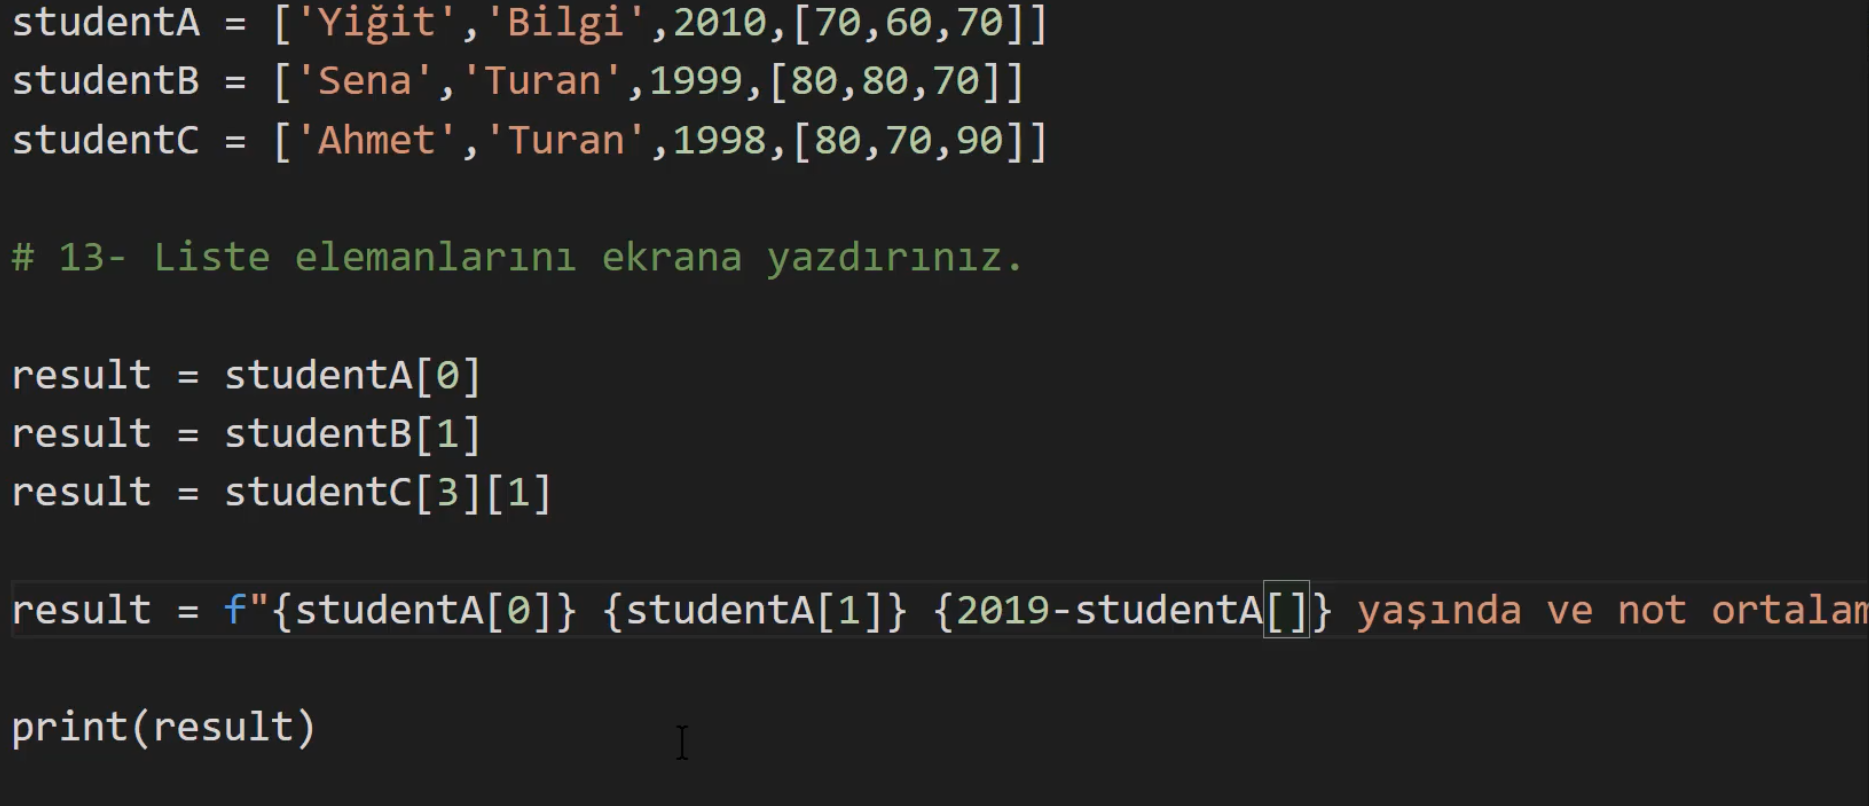 studentA = ['Yiğit','Bilgi',2010,[70,60,70]]
studentB = ['Sena','Turan',1999,[80,80,70]]
studentC = ['Ahmet','Turan',1998,[80,70,90]]
# 13- Liste elemanlarını ekrana yazdırınız.
result = studentA[0]
result = studentB[1]
result = studentC[3][1]
result = f"{studentA[0]} {studentA[1]} {2019-studentA[]} yaşında ve not ortalam
print(result)